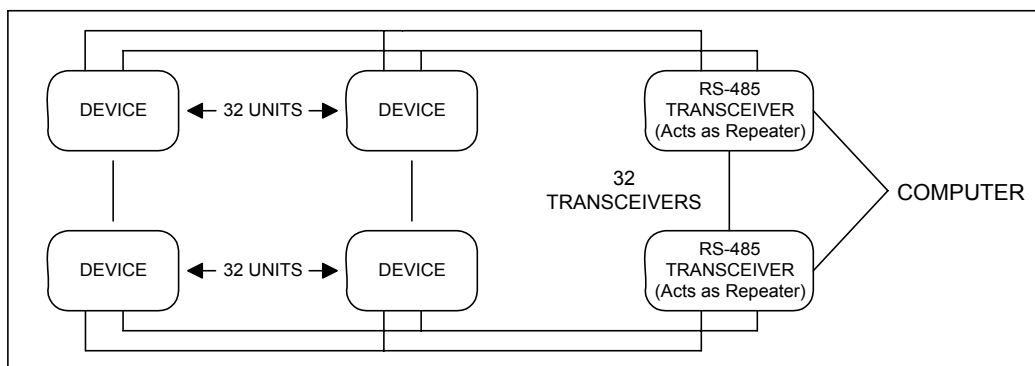 DEVICE
32 UNITS
DEVICE
RS-485
TRANSCEIVER
(Acts as Repeater)
32
TRANSCEIVERS
COMPUTER
DEVICE
32 UNITS
DEVICE
RS-485
TRANSCEIVER
(Acts as Repeater)